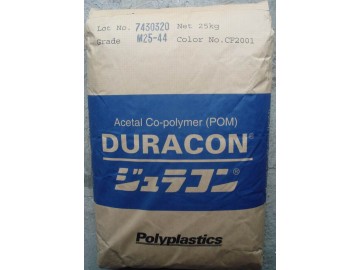 Lot No. 7430320 Net 25kg
Grade M25-44 Color No.CF2001
Acetal Co-polymer (POM)
DURACON®
ジュラコン®
Polyplastics